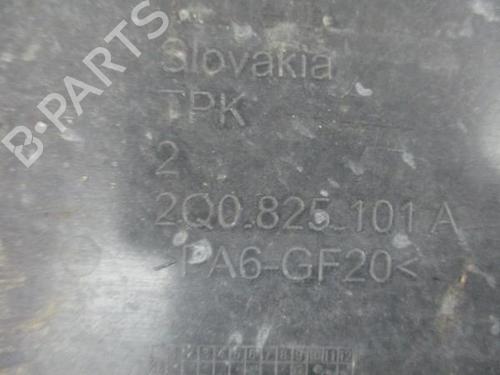 B-PARTS
Slovakia
TPK
2
2Q0.825.101 A
>PA6-GF20<